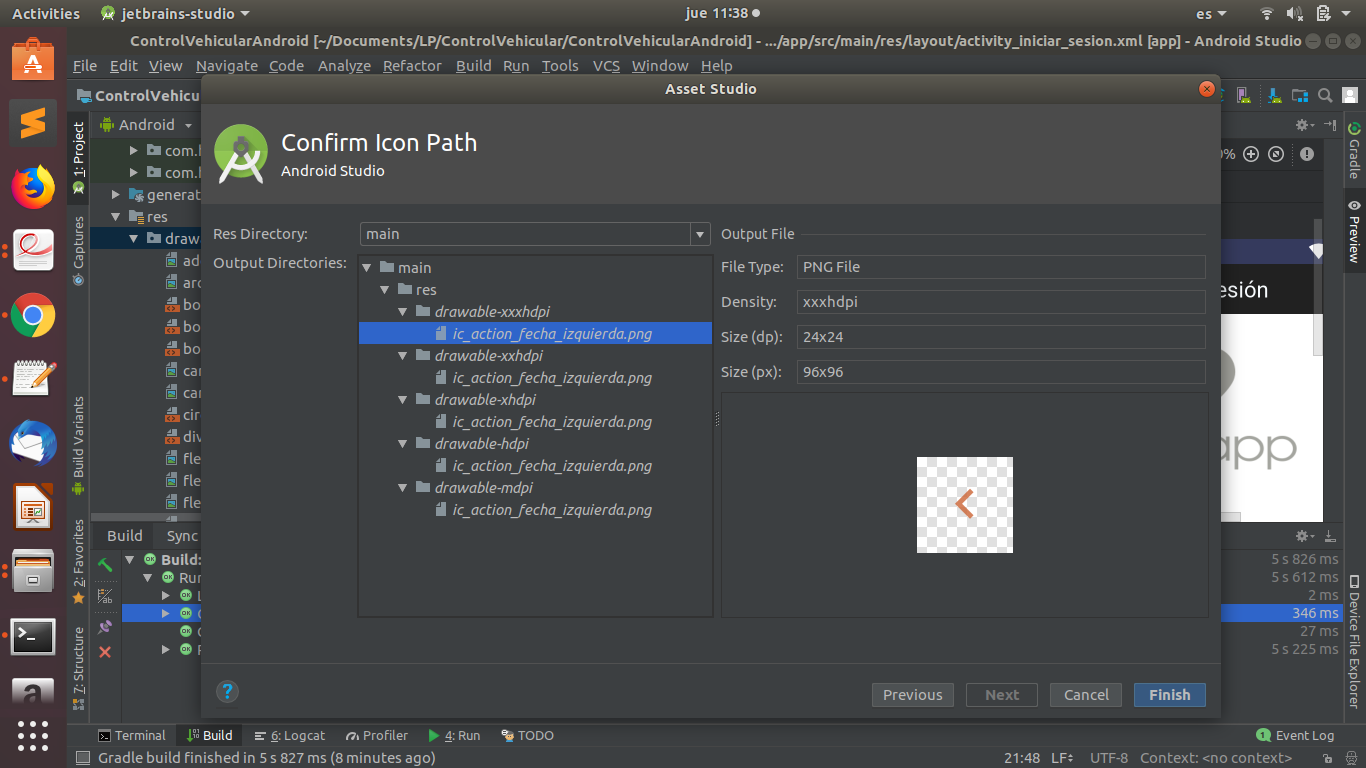 Activities jetbrains-studio jue 11:38 es
ControlVehicularAndroid [~/Documents/LP/ControlVehicular/ControlVehicularAndroid] - .../app/src/main/res/layout/activity_iniciar_sesion.xml [app] - Android Studio
File Edit View Navigate Code Analyze Refactor Build Run Tools VCS Window Help
ControlVehicu
Asset Studio
Confirm Icon Path
Android Studio
1: Project
Captures
Build Variants
2: Favorites
7: Structure
Android
com.h
com.h
generat
res
draw
ad
arc
bo
bo
bo
car
car
cir
div
fle
fle
fle
Res Directory: main
Output Directories:
main
res
drawable-xxxhdpi
ic_action_fecha_izquierda.png
drawable-xxhdpi
ic_action_fecha_izquierda.png
drawable-xhdpi
ic_action_fecha_izquierda.png
drawable-hdpi
ic_action_fecha_izquierda.png
drawable-mdpi
ic_action_fecha_izquierda.png
Output File
File Type: PNG File
Density: xxxhdpi
Size (dp): 24x24
Size (px): 96x96
0%
esión
app
Gradle
Preview
Device File Explorer
Build Sync
Build:
Run
5 s 826 ms
5 s 612 ms
2 ms
346 ms
27 ms
5 s 225 ms
? Previous Next Cancel Finish
Terminal Build 6: Logcat Profiler 4: Run TODO 1 Event Log
Gradle build finished in 5 s 827 ms (8 minutes ago) 21:48 LF UTF-8 Context: <no context>